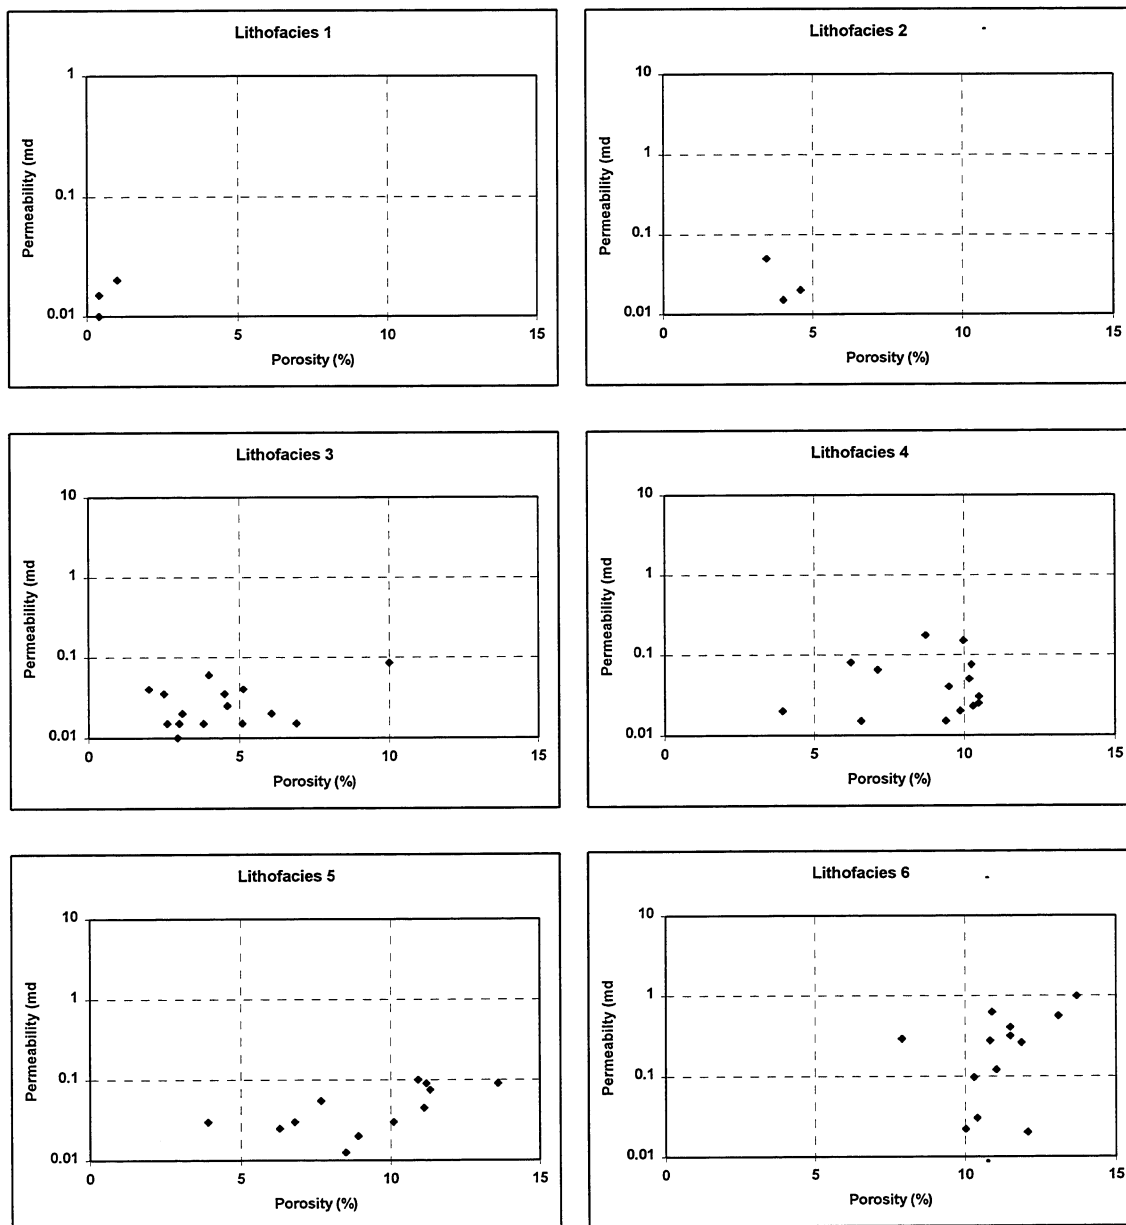 Lithofacies 1
Permeability (md
1
0.1
0.01
0 5 10 15
Porosity (%)
Lithofacies 2
Permeability (md
10
1
0.1
0.01
0 5 10 15
Porosity (%)
Lithofacies 3
Permeability (md
10
1
0.1
0.01
0 5 10 15
Porosity (%)
Lithofacies 4
Permeability (md
10
1
0.1
0.01
0 5 10 15
Porosity (%)
Lithofacies 5
Permeability (md
10
1
0.1
0.01
0 5 10 15
Porosity (%)
Lithofacies 6
Permeabilty (md
10
1
0.1
0.01
0 5 10 15
Porosity (%)